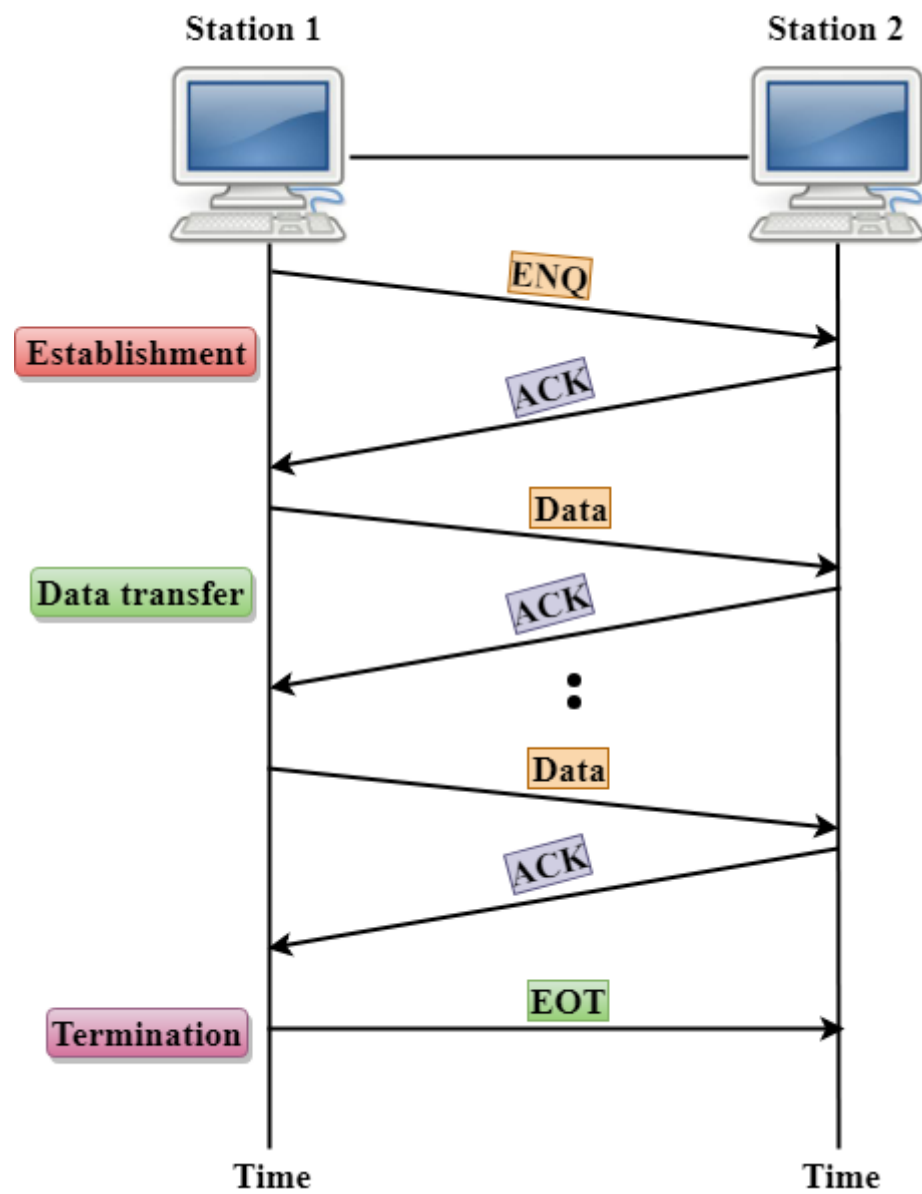 Station 1
Station 2
ENQ
Establishment
ACK
Data
Data transfer
ACK
Data
ACK
EOT
Termination
Time
Time